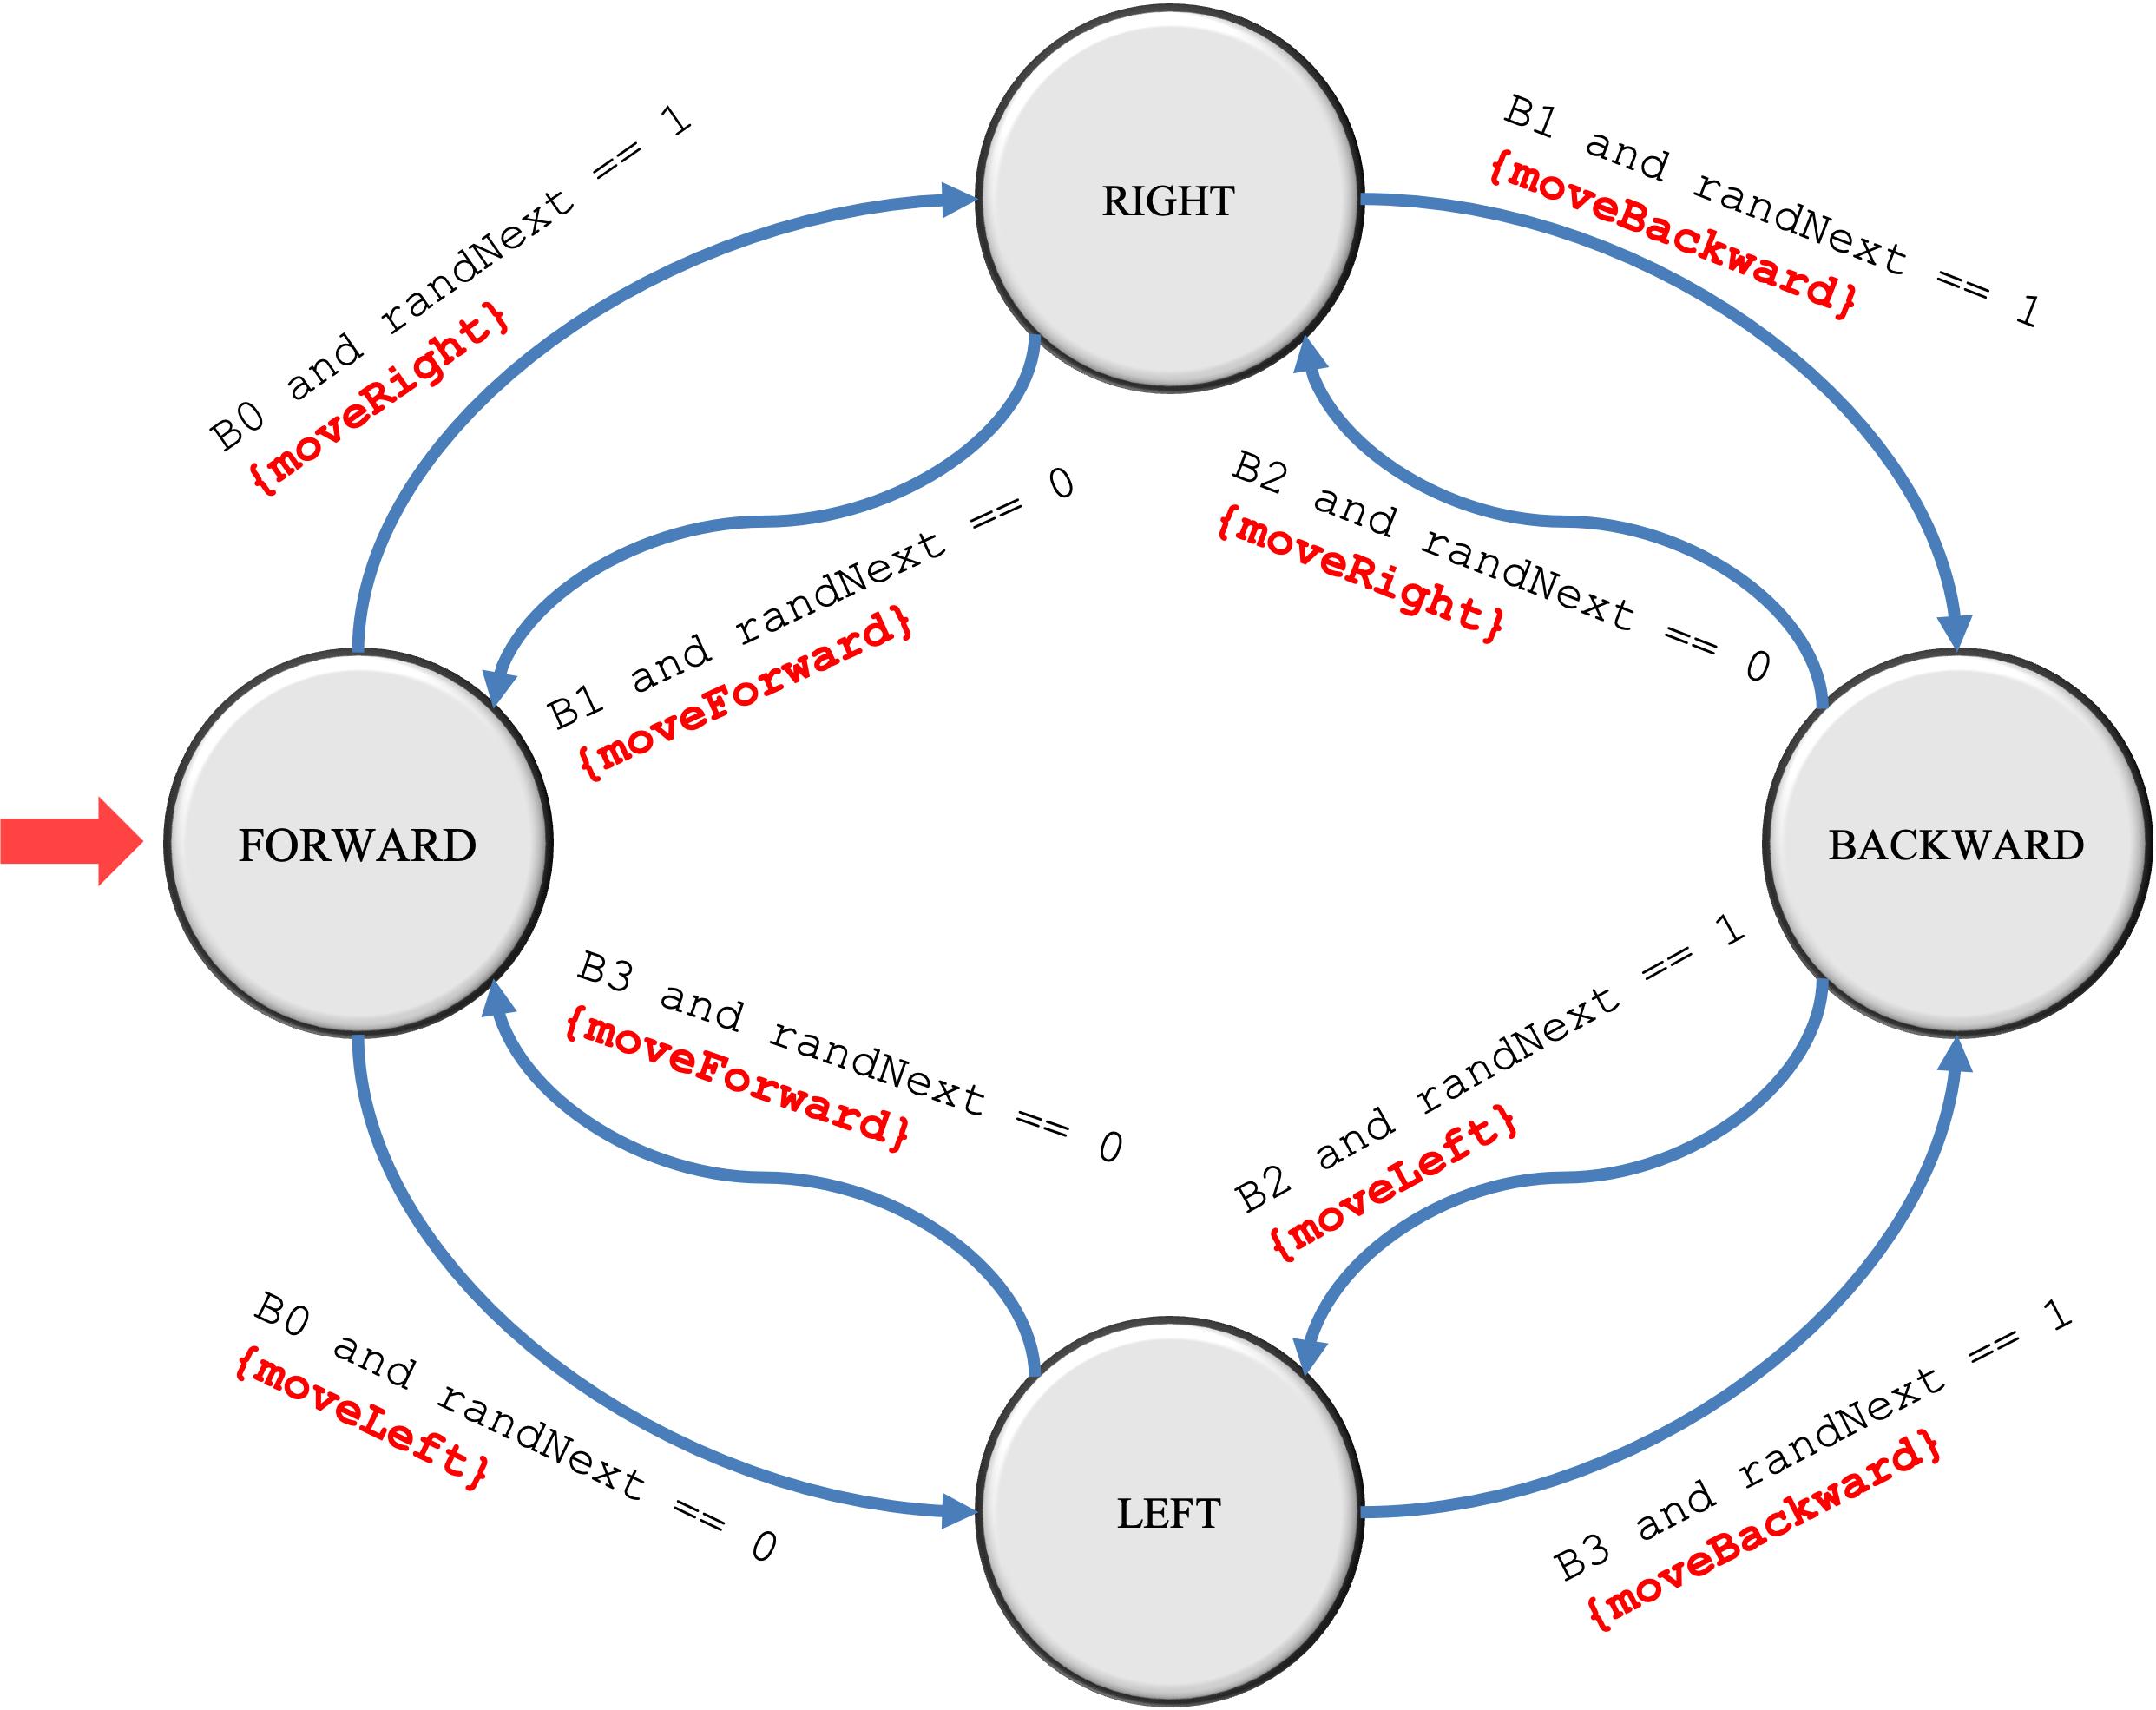 RIGHT
B0 and randNext == 1
{moveRight}
B1 and randNext == 1
{moveBackward}
B1 and randNext == 0
{moveForward}
B2 and randNext == 0
{moveRight}
FORWARD
BACKWARD
B3 and randNext == 0
{moveForward}
B2 and randNext == 1
{moveLeft}
B0 and randNext == 0
{moveLeft}
LEFT
B3 and randNext == 1
{moveBackward}